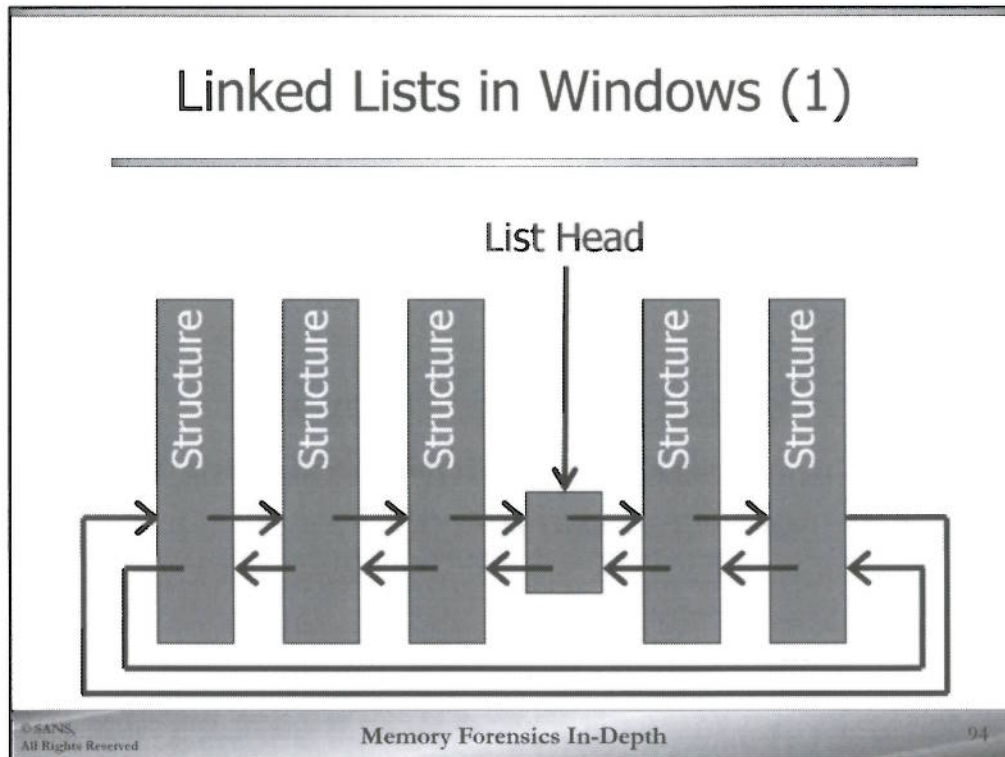 Linked Lists in Windows (1)
List Head
Structure
Structure
Structure
Structure
Structure
©SANS,
All Rights Reserved
Memory Forensics In-Depth
94